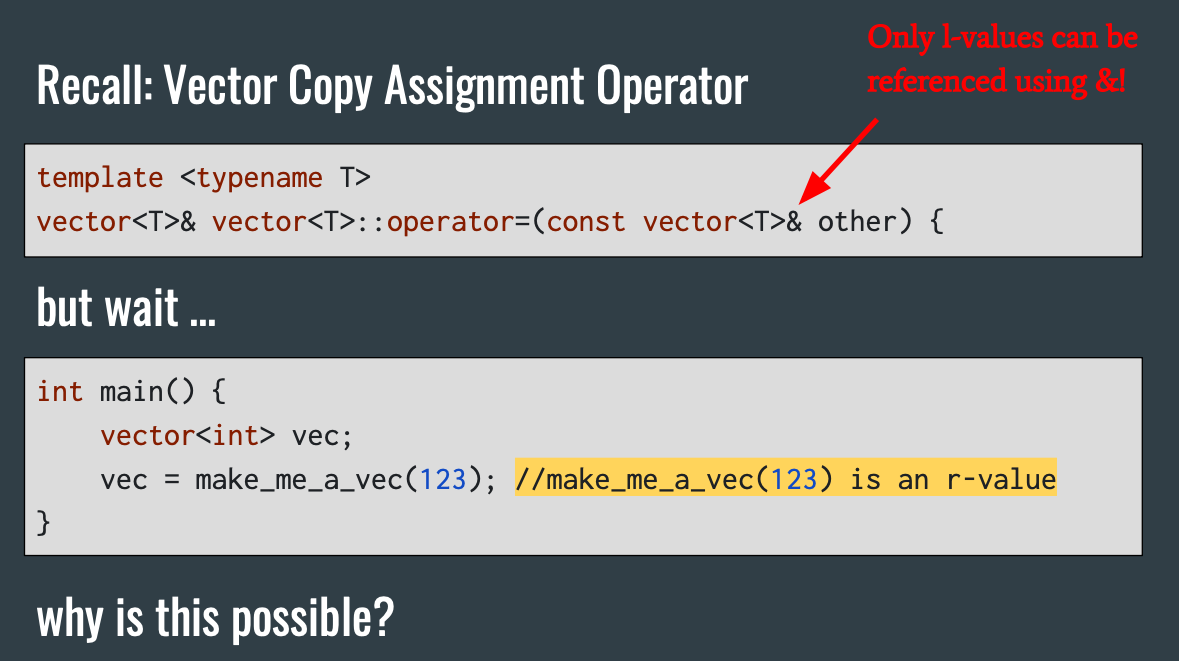 Only l-values can be
referenced using &!
Recall: Vector Copy Assignment Operator
template <typename T>
vector<T>& vector<T>::operator=(const vector<T>& other) {
but wait ...
int main() {
    vector<int> vec;
    vec = make_me_a_vec(123); //make_me_a_vec(123) is an r-value
}
why is this possible?